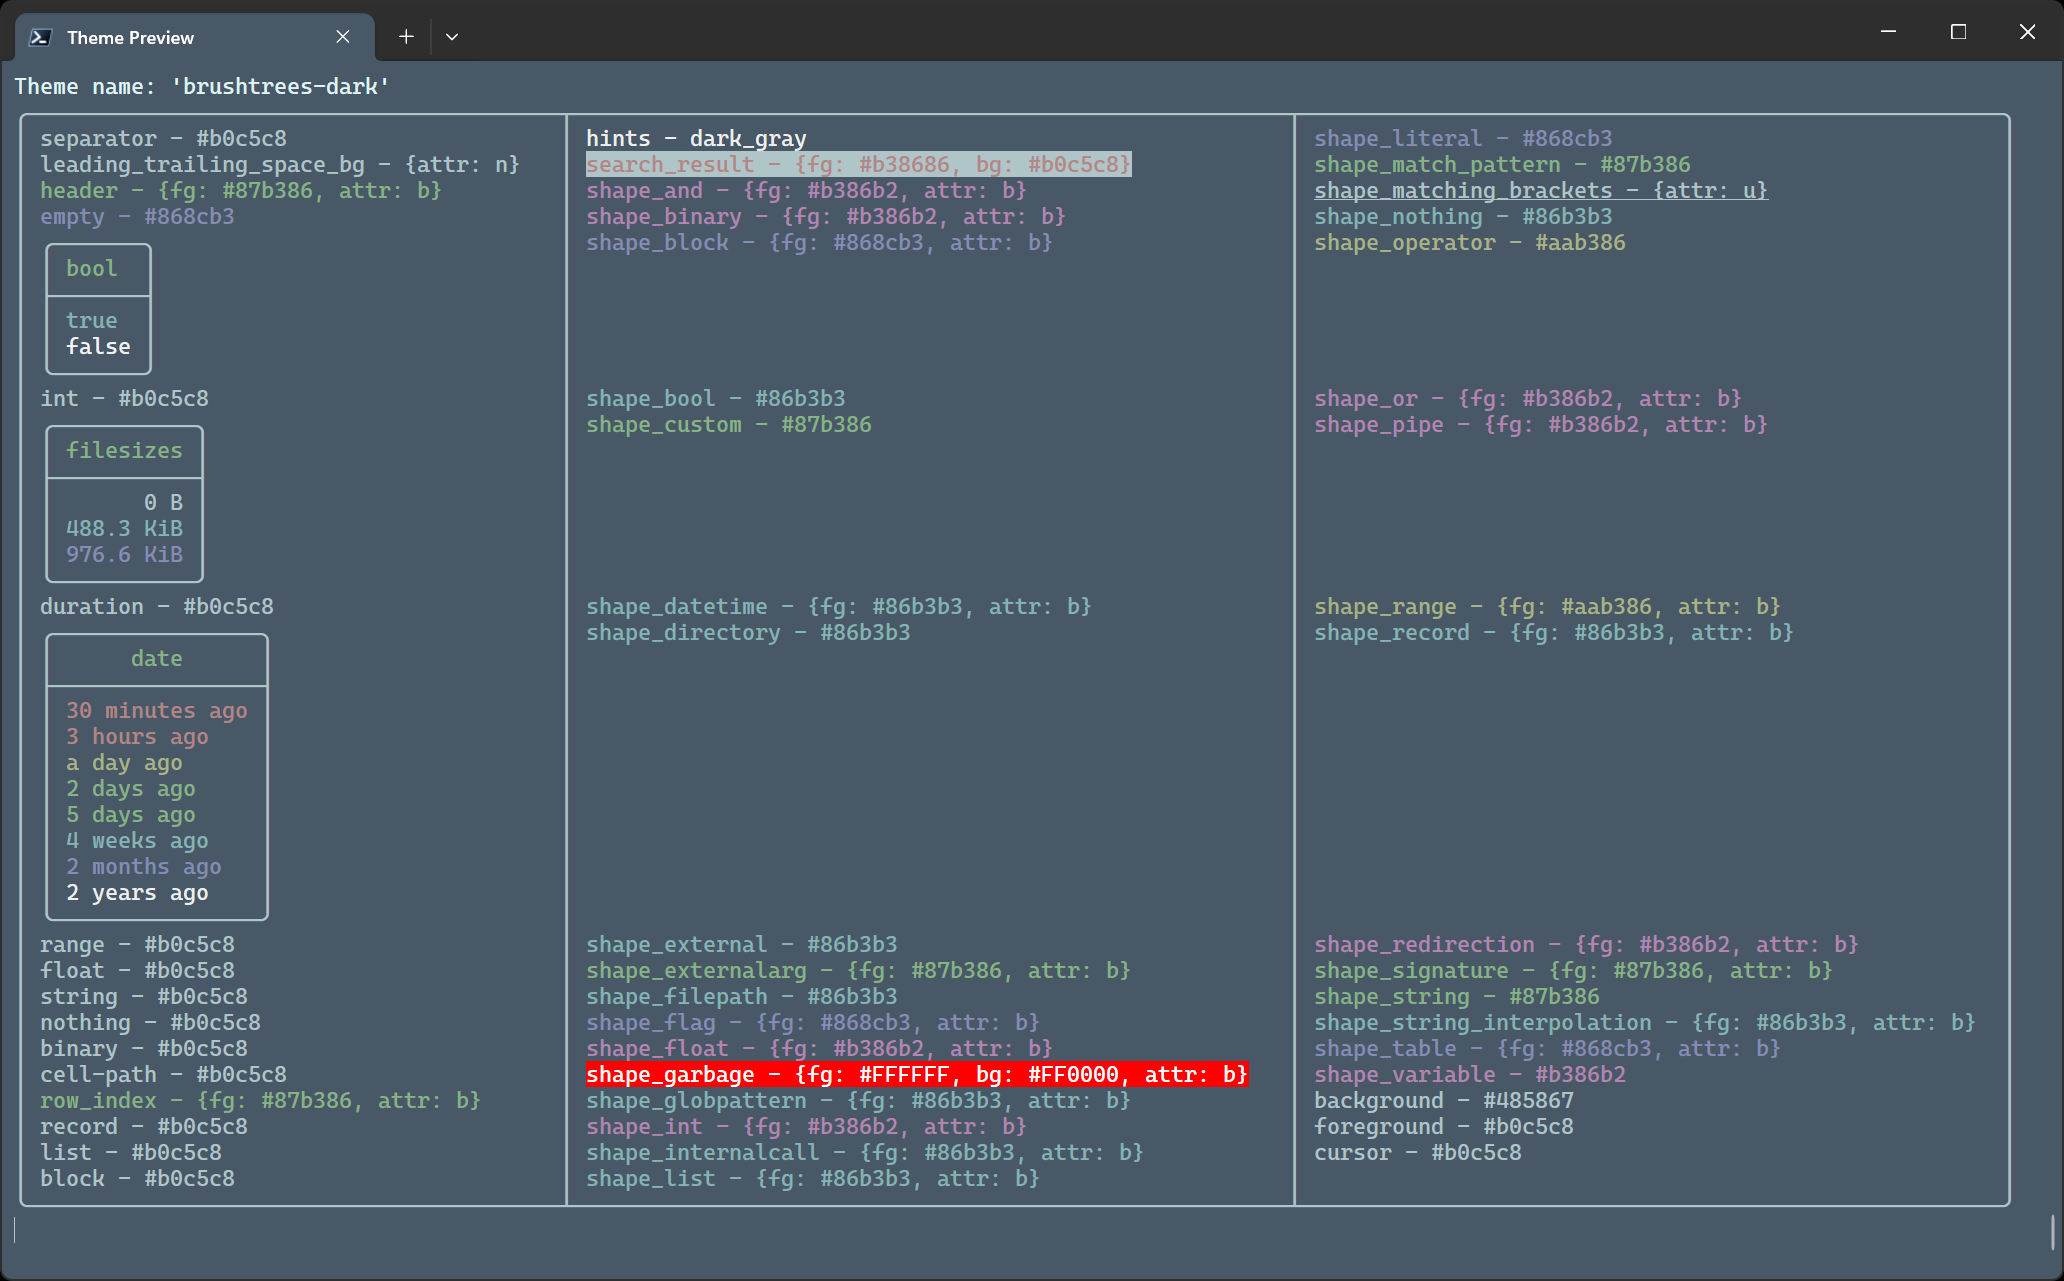 Theme Preview
Theme name: 'brushtrees-dark'
separator - #b0c5c8
leading_trailing_space_bg - {attr: n}
header - {fg: #87b386, attr: b}
empty - #868cb3
bool
true
false
int - #b0c5c8
filesizes
0 B
488.3 KiB
976.6 KiB
duration - #b0c5c8
date
30 minutes ago
3 hours ago
a day ago
2 days ago
5 days ago
4 weeks ago
2 months ago
2 years ago
range - #b0c5c8
float - #b0c5c8
string - #b0c5c8
nothing - #b0c5c8
binary - #b0c5c8
cell-path - #b0c5c8
row_index - {fg: #87b386, attr: b}
record - #b0c5c8
list - #b0c5c8
block - #b0c5c8
hints - dark_gray
search_result - {fg: #b38686, bg: #b0c5c8}
shape_and - {fg: #b386b2, attr: b}
shape_binary - {fg: #b386b2, attr: b}
shape_block - {fg: #868cb3, attr: b}
shape_bool - #86b3b3
shape_custom - #87b386
shape_datetime - {fg: #86b3b3, attr: b}
shape_directory - #86b3b3
shape_external - #86b3b3
shape_externalarg - {fg: #87b386, attr: b}
shape_filepath - #86b3b3
shape_flag - {fg: #868cb3, attr: b}
shape_float - {fg: #b386b2, attr: b}
shape_garbage - {fg: #FFFFFF, bg: #FF0000, attr: b}
shape_globpattern - {fg: #86b3b3, attr: b}
shape_int - {fg: #b386b2, attr: b}
shape_internalcall - {fg: #86b3b3, attr: b}
shape_list - {fg: #86b3b3, attr: b}
shape_literal - #868cb3
shape_match_pattern - #87b386
shape_matching_brackets - {attr: u}
shape_nothing - #86b3b3
shape_operator - #aab386
shape_or - {fg: #b386b2, attr: b}
shape_pipe - {fg: #b386b2, attr: b}
shape_range - {fg: #aab386, attr: b}
shape_record - {fg: #86b3b3, attr: b}
shape_redirection - {fg: #b386b2, attr: b}
shape_signature - {fg: #87b386, attr: b}
shape_string - #87b386
shape_string_interpolation - {fg: #86b3b3, attr: b}
shape_table - {fg: #868cb3, attr: b}
shape_variable - #b386b2
background - #485867
foreground - #b0c5c8
cursor - #b0c5c8